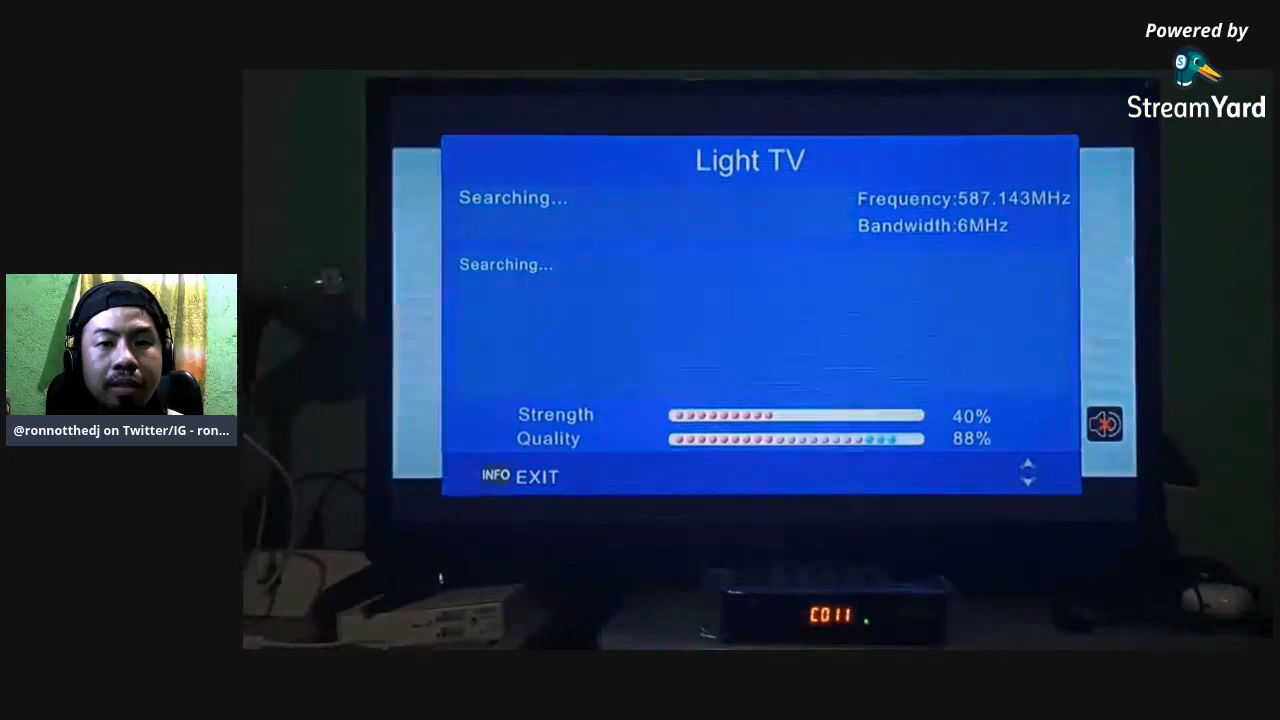 Powered by
StreamYard
Light TV
Searching...
Frequency:587.143MHz
Bandwidth:6MHz
Searching...
Strength
40%
Quality
88%
INFO EXIT
@ronnotthedj on Twitter/IG - ron...
C011